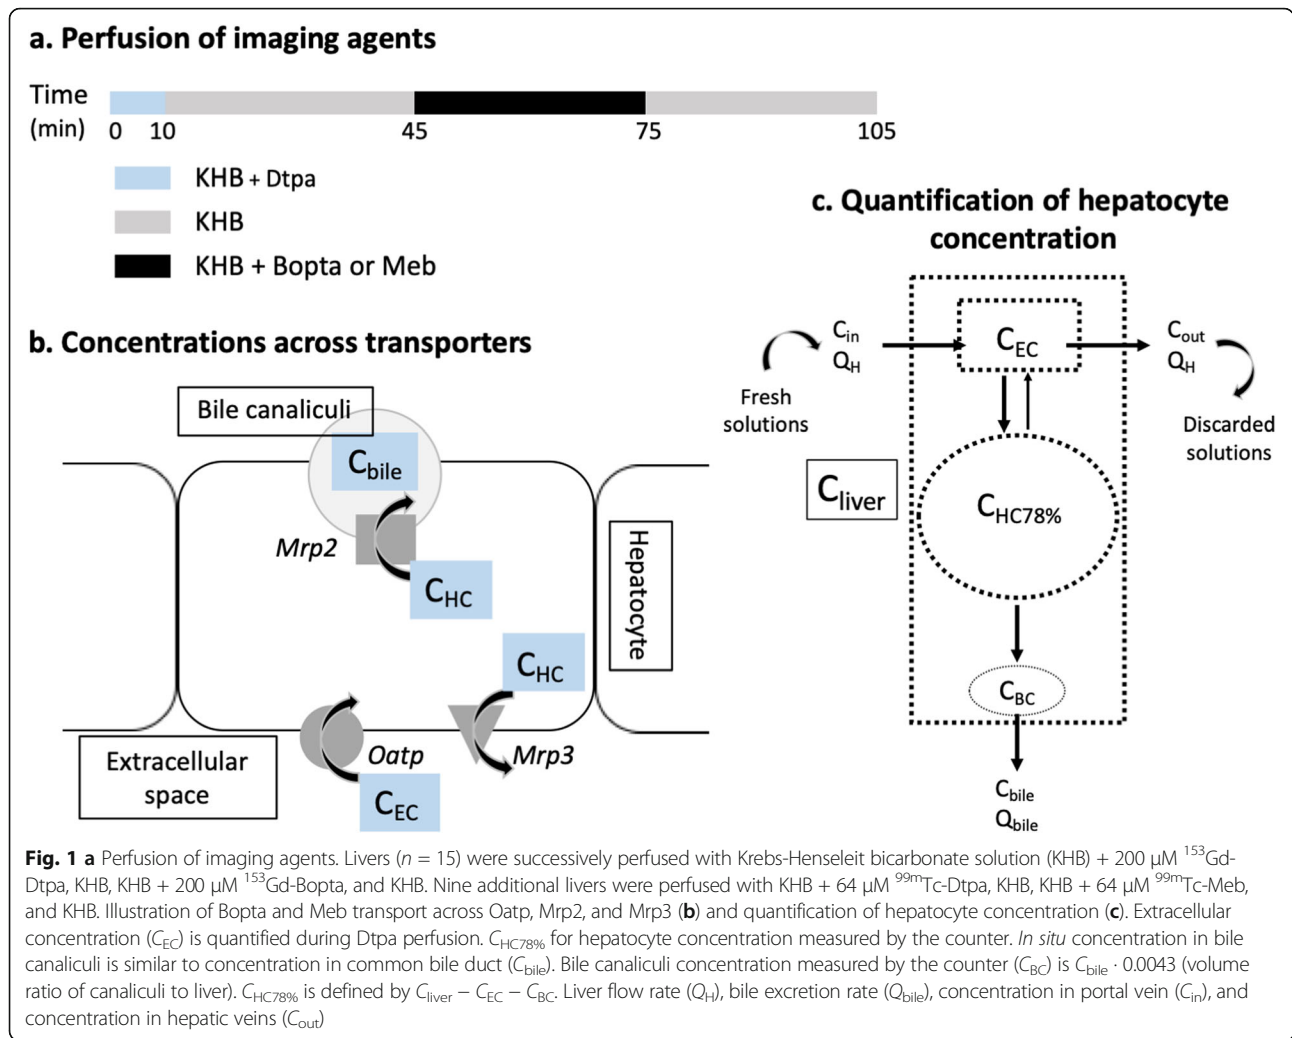 a. Perfusion of imaging agents
Time
(min) 0 10 45 75 105
KHB + Dtpa
KHB
KHB + Bopta or Meb
b. Concentrations across transporters
Bile canaliculi
Cbile
Mrp2
CHC
CHC
Hepatocyte
Oatp
Mrp3
CEC
Extracellular
space
c. Quantification of hepatocyte
concentration
Cin
QH
CEC
Cout
QH
Fresh
solutions
Discarded
solutions
Cliver
CHC78%
CBC
Cbile
Qbile
Fig. 1 a Perfusion of imaging agents. Livers (n = 15) were successively perfused with Krebs-Henseleit bicarbonate solution (KHB) + 200 μM 153Gd-
Dtpa, KHB, KHB + 200 μM 153Gd-Bopta, and KHB. Nine additional livers were perfused with KHB + 64 μM 99mTc-Dtpa, KHB, KHB + 64 μM 99mTc-Meb,
and KHB. Illustration of Bopta and Meb transport across Oatp, Mrp2, and Mrp3 (b) and quantification of hepatocyte concentration (c). Extracellular
concentration (CEC) is quantified during Dtpa perfusion. CHC78% for hepatocyte concentration measured by the counter. In situ concentration in bile
canaliculi is similar to concentration in common bile duct (Cbile). Bile canaliculi concentration measured by the counter (CBC) is Cbile · 0.0043 (volume
ratio of canaliculi to liver). CHC78% is defined by Cliver − CEC − CBC. Liver flow rate (QH), bile excretion rate (Qbile), concentration in portal vein (Cin), and
concentration in hepatic veins (Cout)